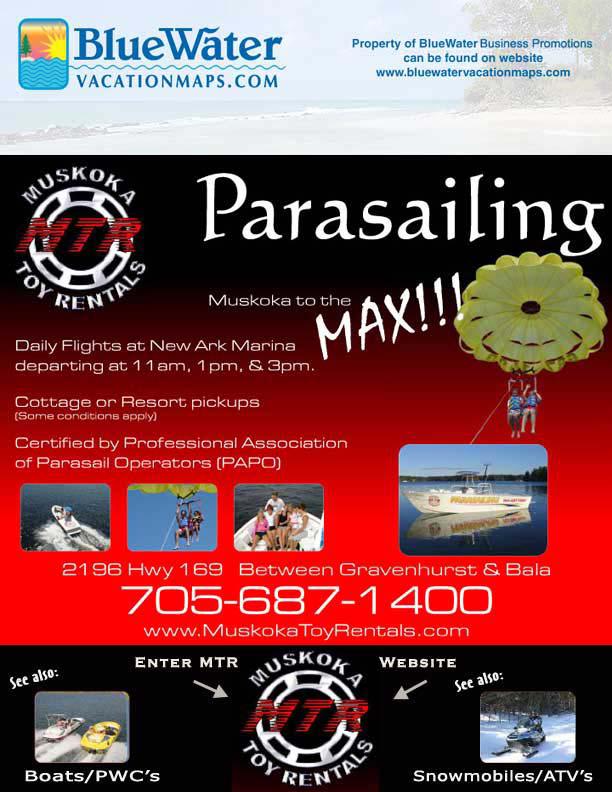 BlueWater
VACATIONMAPS.COM
Property of BlueWater Business Promotions
can be found on website
www.bluewatervacationmaps.com
MUSKOKA
MTR
TOY RENTALS
Parasailing
Muskoka to the
MAX!!!
Daily Flights at New Ark Marina
departing at 11am, 1pm, & 3pm.
Cottage or Resort pickups
(Some conditions apply)
Certified by Professional Association
of Parasail Operators (PAPO)
PARASAILING
2196 Hwy 169 Between Gravenhurst & Bala
705-687-1400
www.MuskokaToyRentals.com
See also:
ENTER MTR
WEBSITE
See also:
MUSKOKA
MTR
TOY RENTALS
Boats/PWC's
Snowmobiles/ATV's